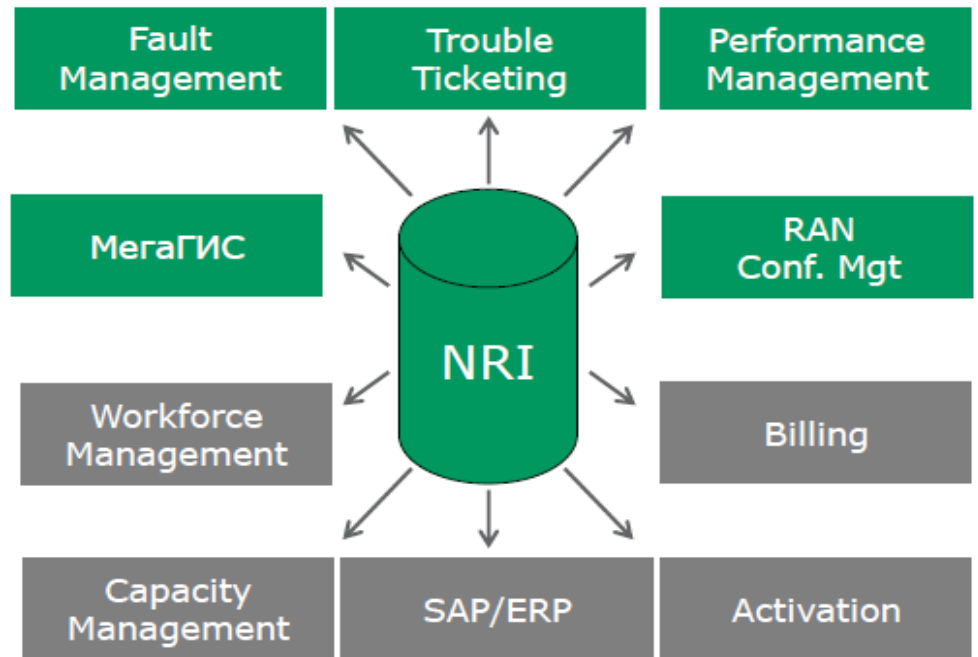 Fault
Management
Trouble
Ticketing
Performance
Management
МегаГИС
RAN
Conf. Mgt
NRI
Workforce
Management
Billing
Capacity
Management
SAP/ERP
Activation